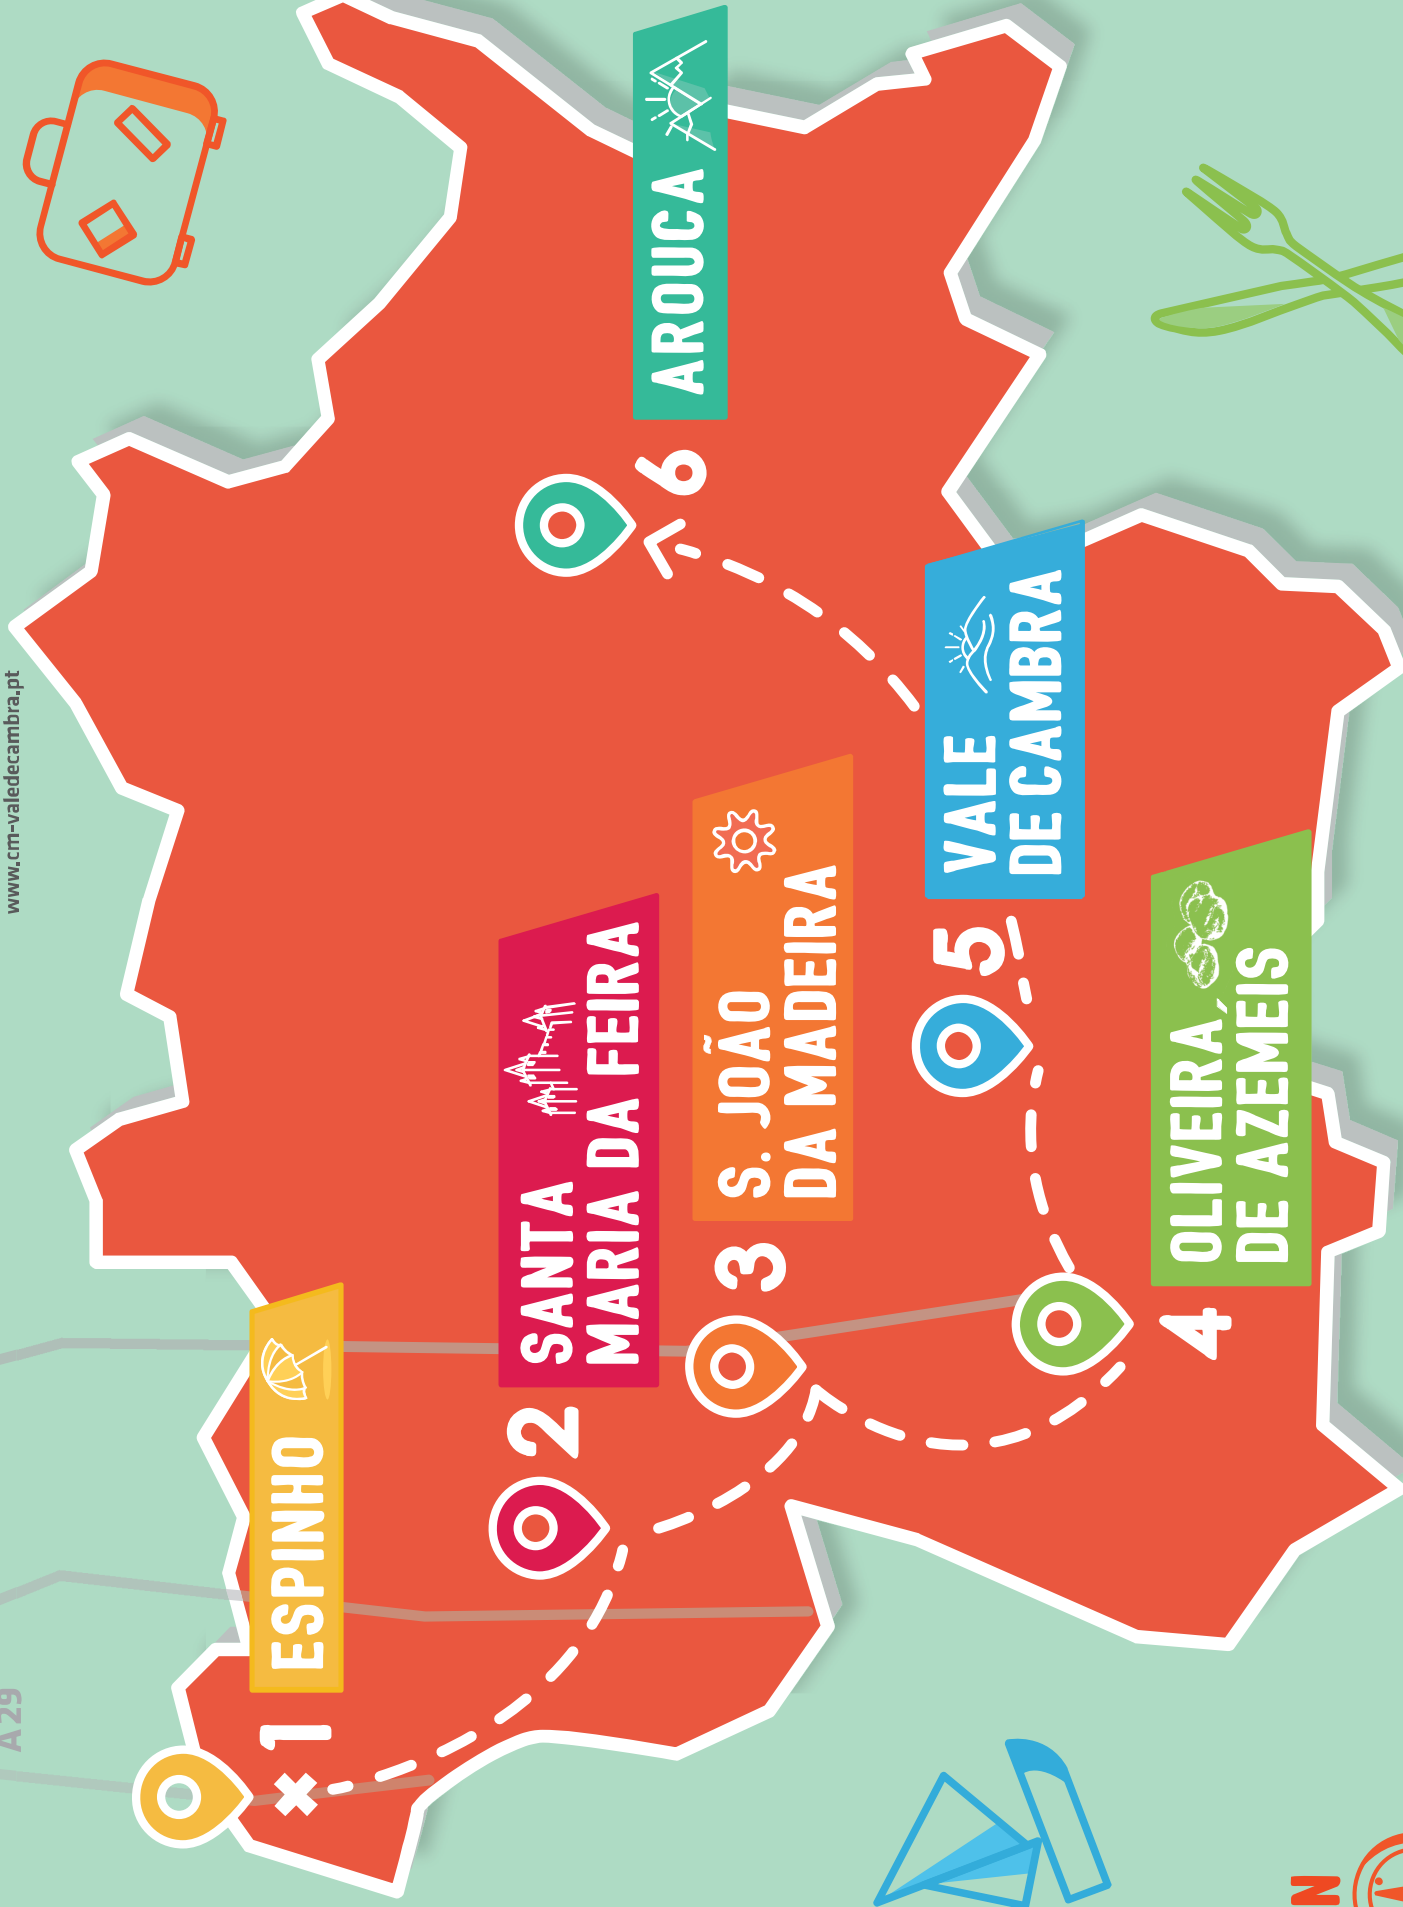 www.cm-valedecambra.pt
A 29
1
ESPINHO
2
SANTA
MARIA DA FEIRA
3
S. JOÃO
DA MADEIRA
4
OLIVEIRA
DE AZEMÉIS
5
VALE
DE CAMBRA
6
AROUCA
N